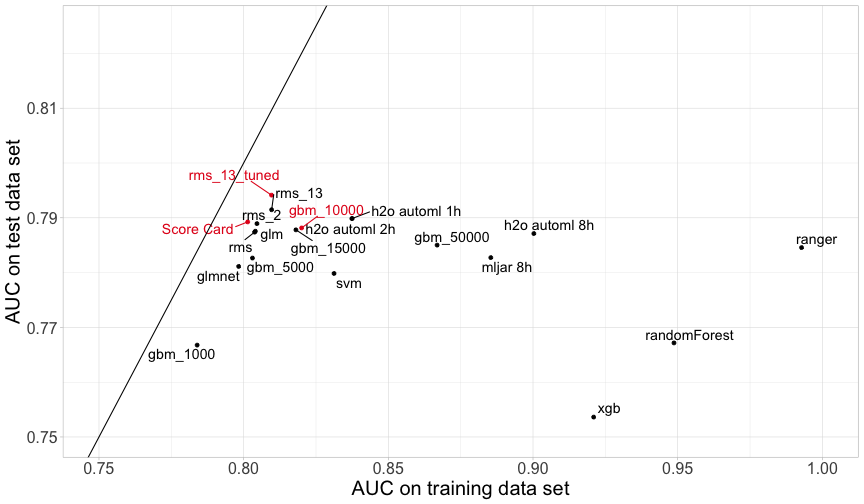 AUC on test data set
0.81
0.79
0.77
0.75
rms_13_tuned
rms_13
gbm_10000
h2o automl 1h
rms_2
Score Card
glm
h2o automl 2h
h2o automl 8h
gbm_50000
rms
gbm_15000
ranger
gbm_5000
mljar 8h
glmnet
svm
randomForest
gbm_1000
xgb
0.75
0.80
0.85
0.90
0.95
1.00
AUC on training data set